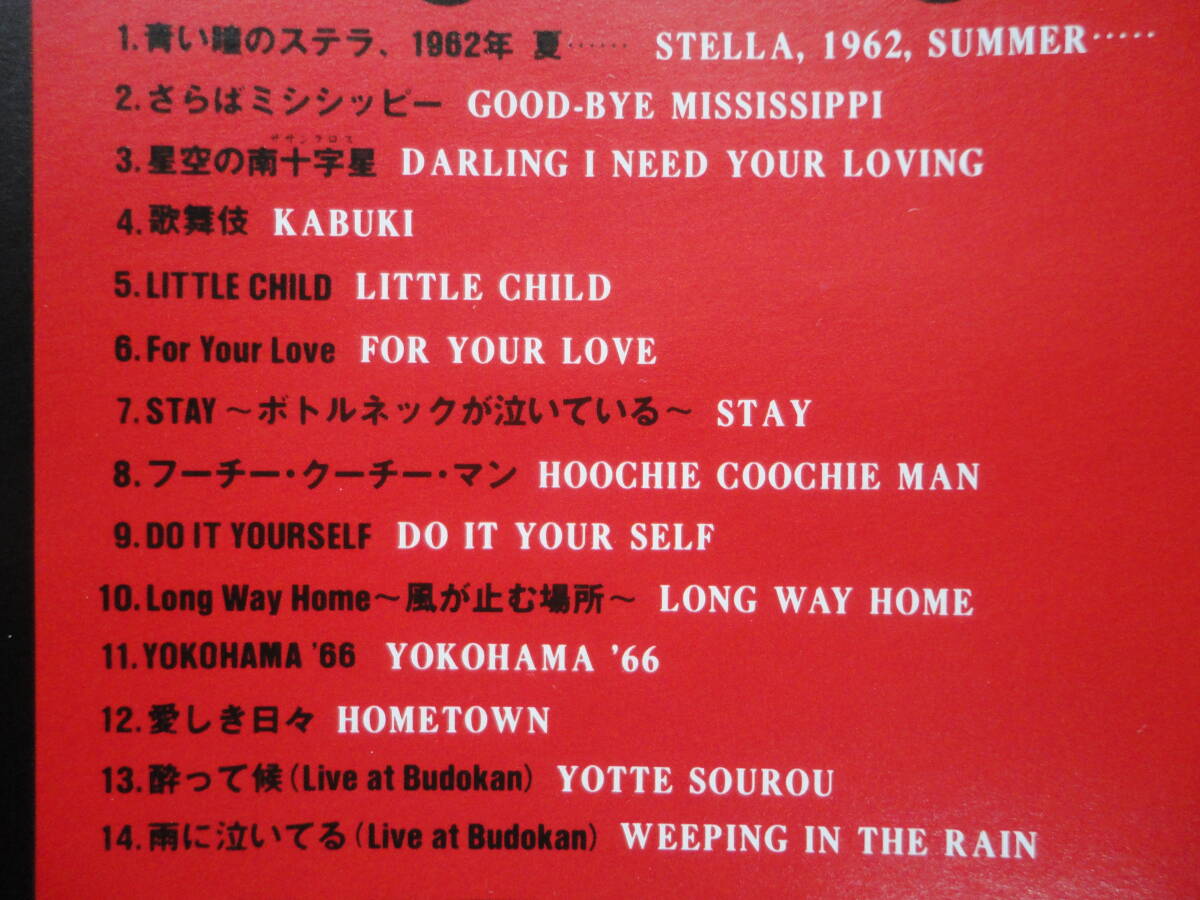 1.青い瞳のステラ、1962年 夏…… STELLA, 1962, SUMMER・・・・・
2.さらばミシシッピー GOOD-BYE MISSISSIPPI
サザンクロス
3.星空の南十字星 DARLING I NEED YOUR LOVING
4.歌舞伎 KABUKI
5.LITTLE CHILD LITTLE CHILD
6.For Your Love FOR YOUR LOVE
7.STAY～ボトルネックが泣いている～ STAY
8.フーチー・クーチー・マン HOOCHIE COOCHIE MAN
9.DO IT YOURSELF DO IT YOUR SELF
10.Long Way Home～風が止む場所～ LONG WAY HOME
11.YOKOHAMA '66 YOKOHAMA '66
12.愛しき日々 HOMETOWN
13.酔って候(Live at Budokan) YOTTE SOUROU
14.雨に泣いてる(Live at Budokan) WEEPING IN THE RAIN